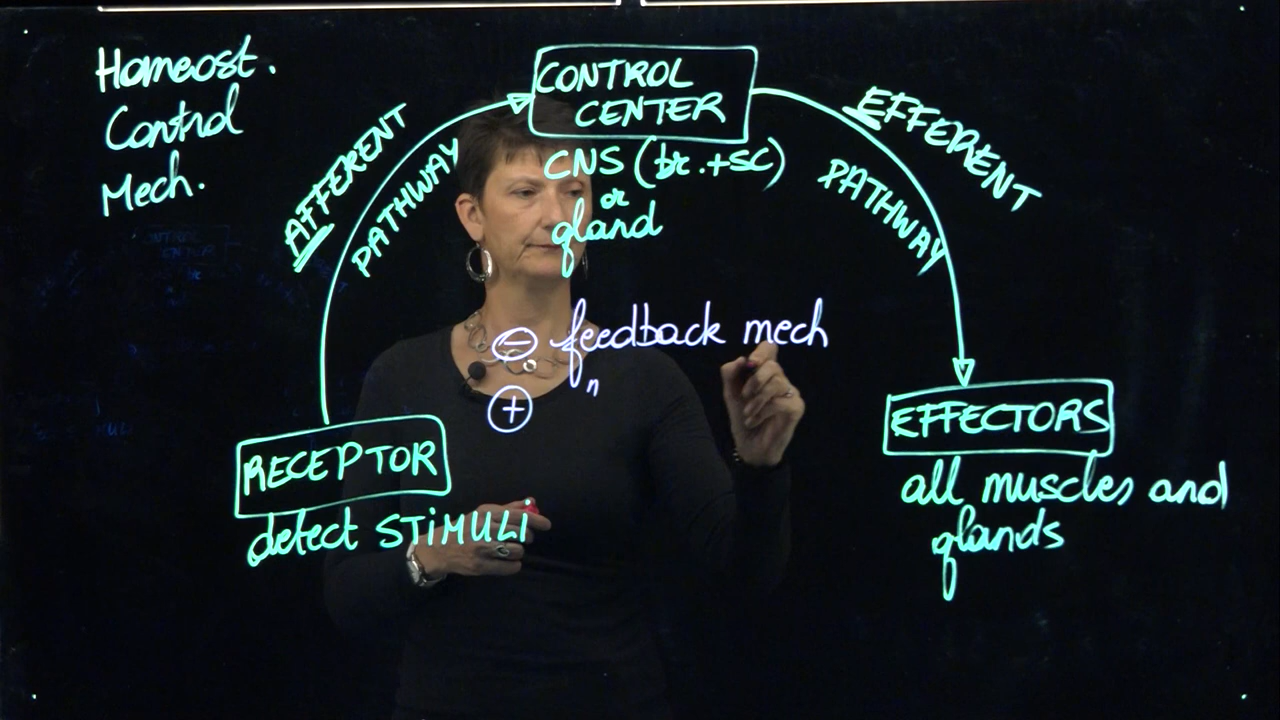 Homeost.
Control
Mech.
AFFERENT
PATHWAY
CONTROL
CENTER
CNS (br.+SC)
or
gland
EFFERENT
PATHWAY
⊖ feedback mech
"
⊕
RECEPTOR
detect STiMULI
EFFECTORS
all muscles and
glands